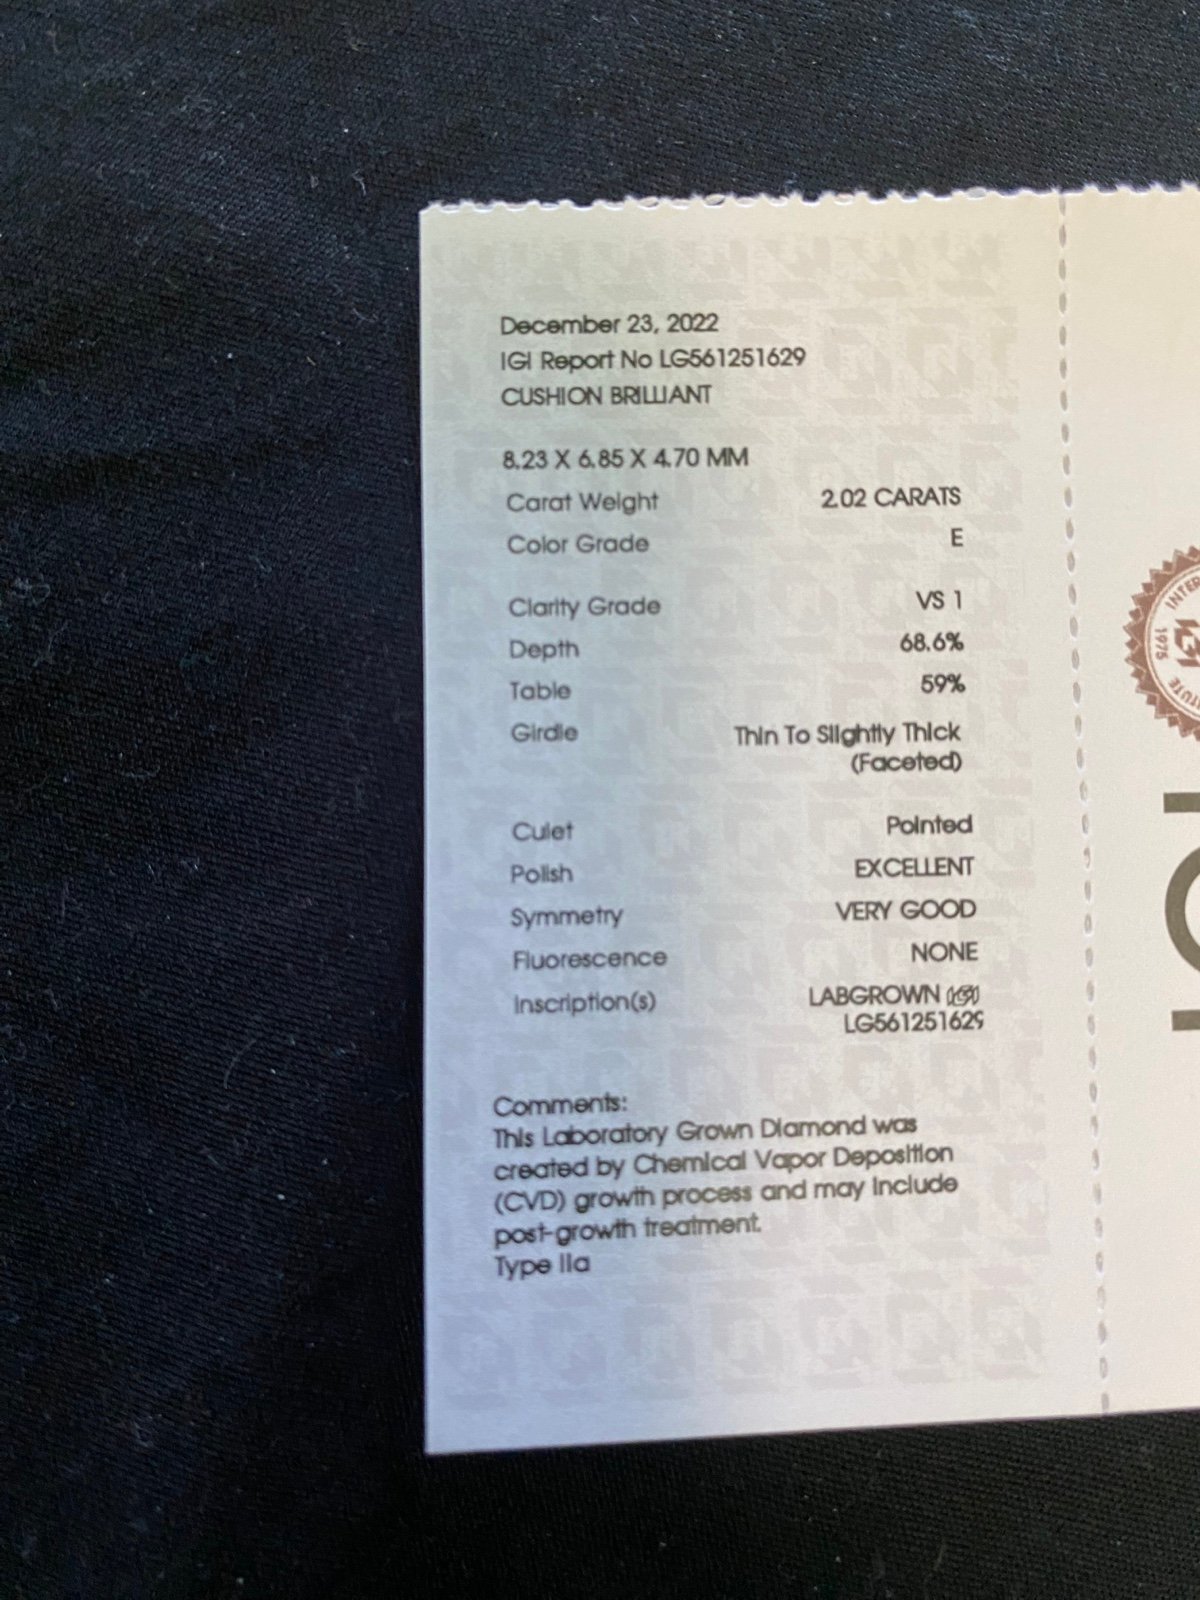 December 23, 2022
IGI Report No LG561251629
CUSHION BRILLIANT
8.23 X 6.85 X 4.70 MM
Carat Weight 2.02 CARATS
Color Grade E
Clarity Grade VS 1
Depth 68.6%
Table 59%
Girdle Thin To Slightly Thick
(Faceted)
Culet Pointed
Polish EXCELLENT
Symmetry VERY GOOD
Fluorescence NONE
Inscription(s) LABGROWN IGI
LG561251629
Comments:
This Laboratory Grown Diamond was
created by Chemical Vapor Deposition
(CVD) growth process and may include
post-growth treatment.
Type IIa
1975